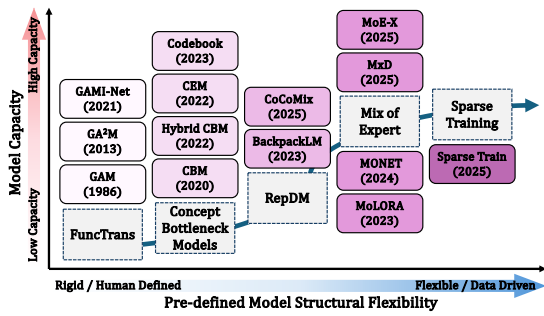 Model Capacity
High Capacity
Low Capacity
GAMI-Net
(2021)
GA²M
(2013)
GAM
(1986)
FuncTrans
Codebook
(2023)
CEM
(2022)
Hybrid CBM
(2022)
CBM
(2020)
Concept
Bottleneck
Models
CoCoMix
(2025)
BackpackLM
(2023)
RepDM
MoE-X
(2025)
MxD
(2025)
Mix of
Expert
MONET
(2024)
MoLORA
(2023)
Sparse
Training
Sparse Train
(2025)
Rigid / Human Defined
Flexible / Data Driven
Pre-defined Model Structural Flexibility